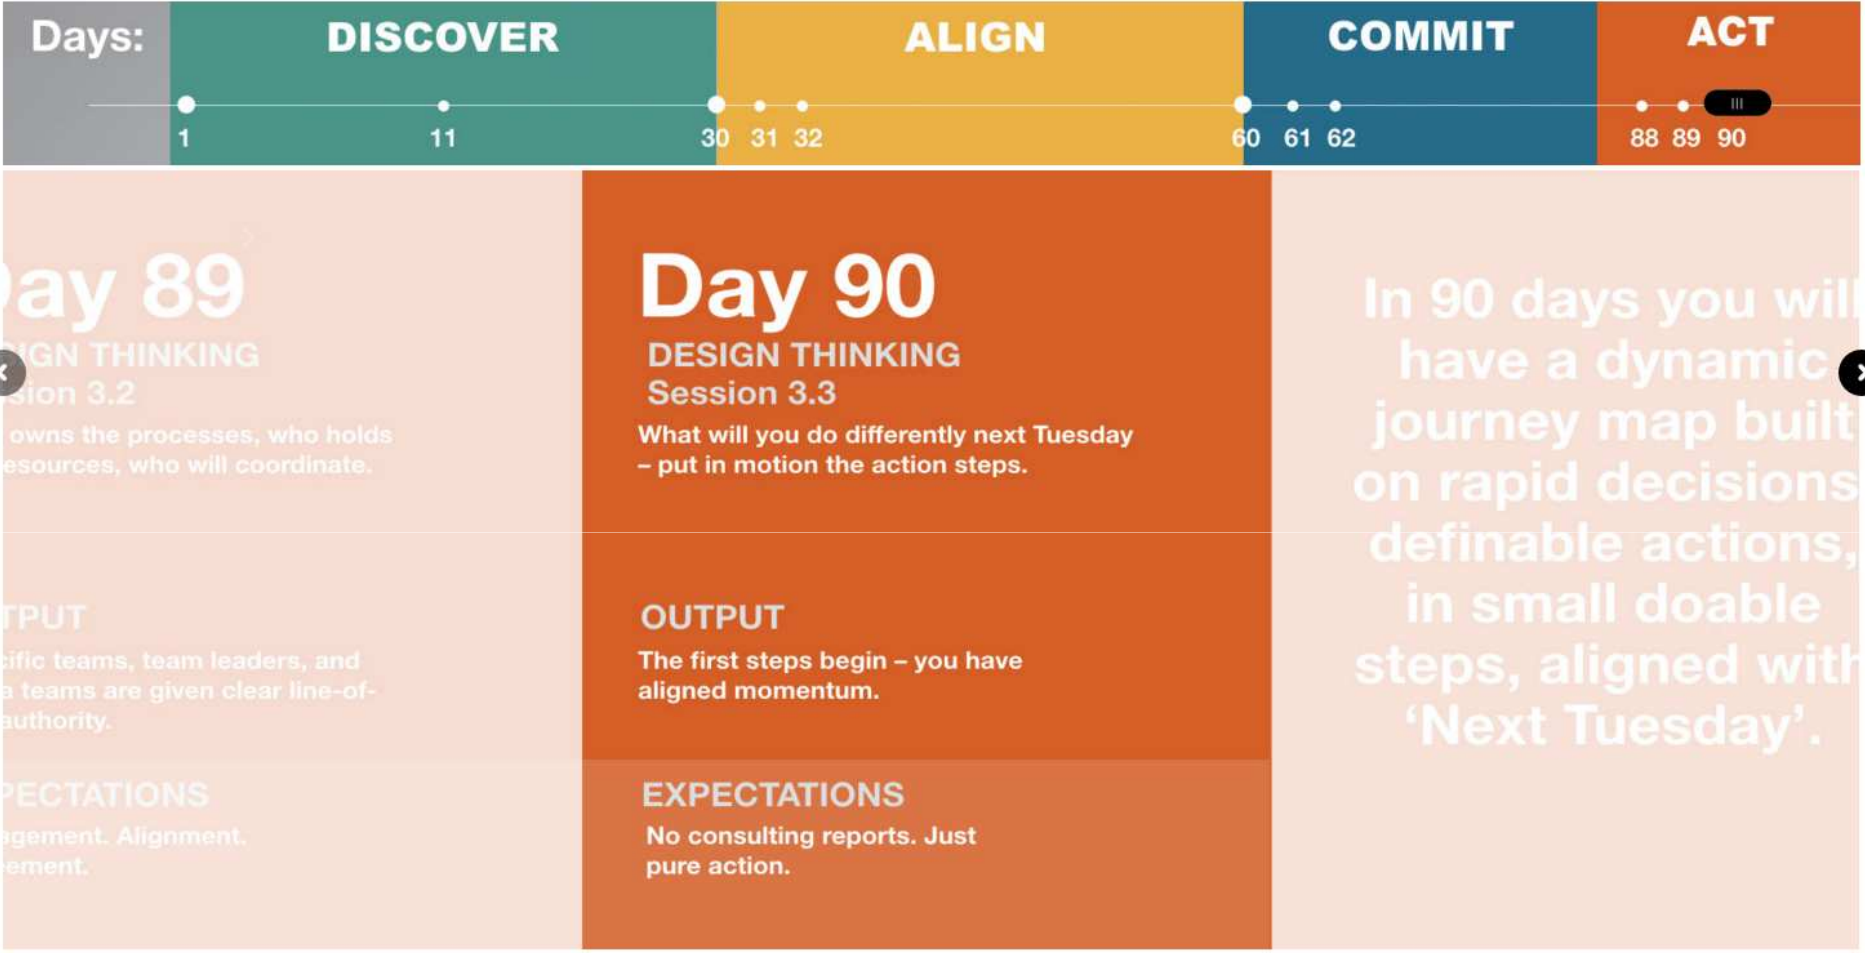 Days:
DISCOVER
ALIGN
COMMIT
ACT
1
11
30
31
32
60
61
62
88
89
90
ay 89
IGN THINKING
sion 3.2
owns the processes, who holds
esources, who will coordinate.
TPUT
cific teams, team leaders, and
a teams are given clear line-of-
authority.
PECTATIONS
agement. Alignment.
eement.
Day 90
DESIGN THINKING
Session 3.3
What will you do differently next Tuesday
– put in motion the action steps.
OUTPUT
The first steps begin – you have
aligned momentum.
EXPECTATIONS
No consulting reports. Just
pure action.
In 90 days you will
have a dynamic
journey map built
on rapid decisions
definable actions,
in small doable
steps, aligned with
‘Next Tuesday’.